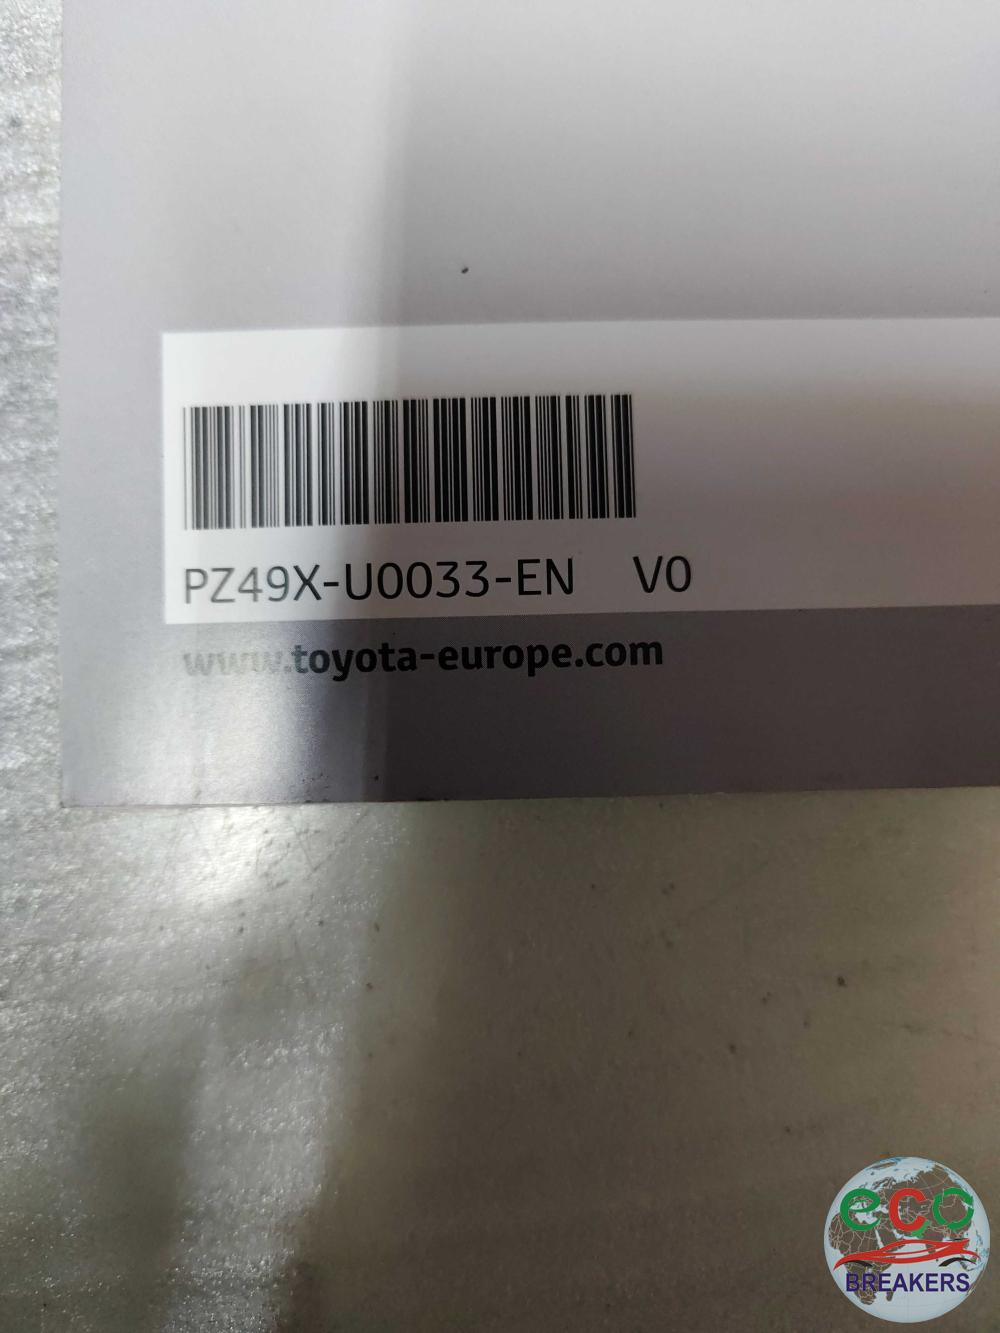 PZ49X-U0033-EN V0
www.toyota-europe.com
eco
BREAKERS